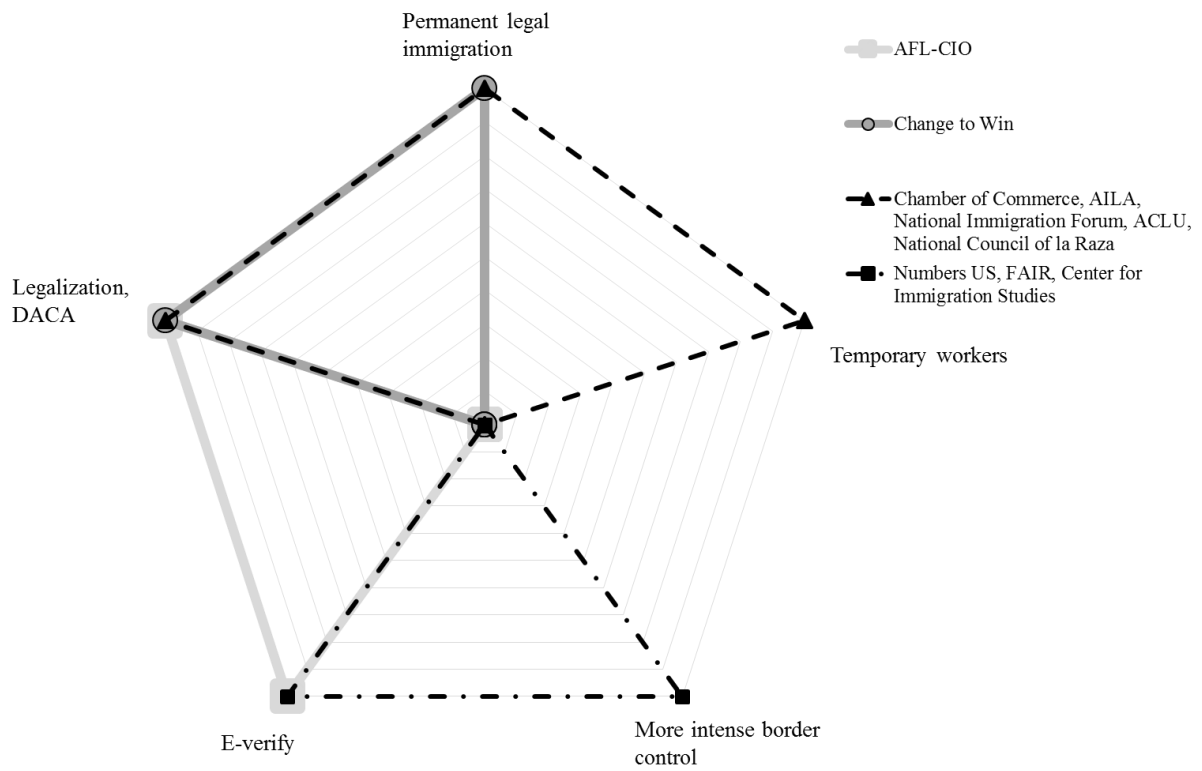 Permanent legal
immigration
AFL-CIO
Change to Win
Chamber of Commerce, AILA,
National Immigration Forum, ACLU,
National Council of la Raza
Numbers US, FAIR, Center for
Immigration Studies
Legalization,
DACA
Temporary workers
More intense border
control
E-verify